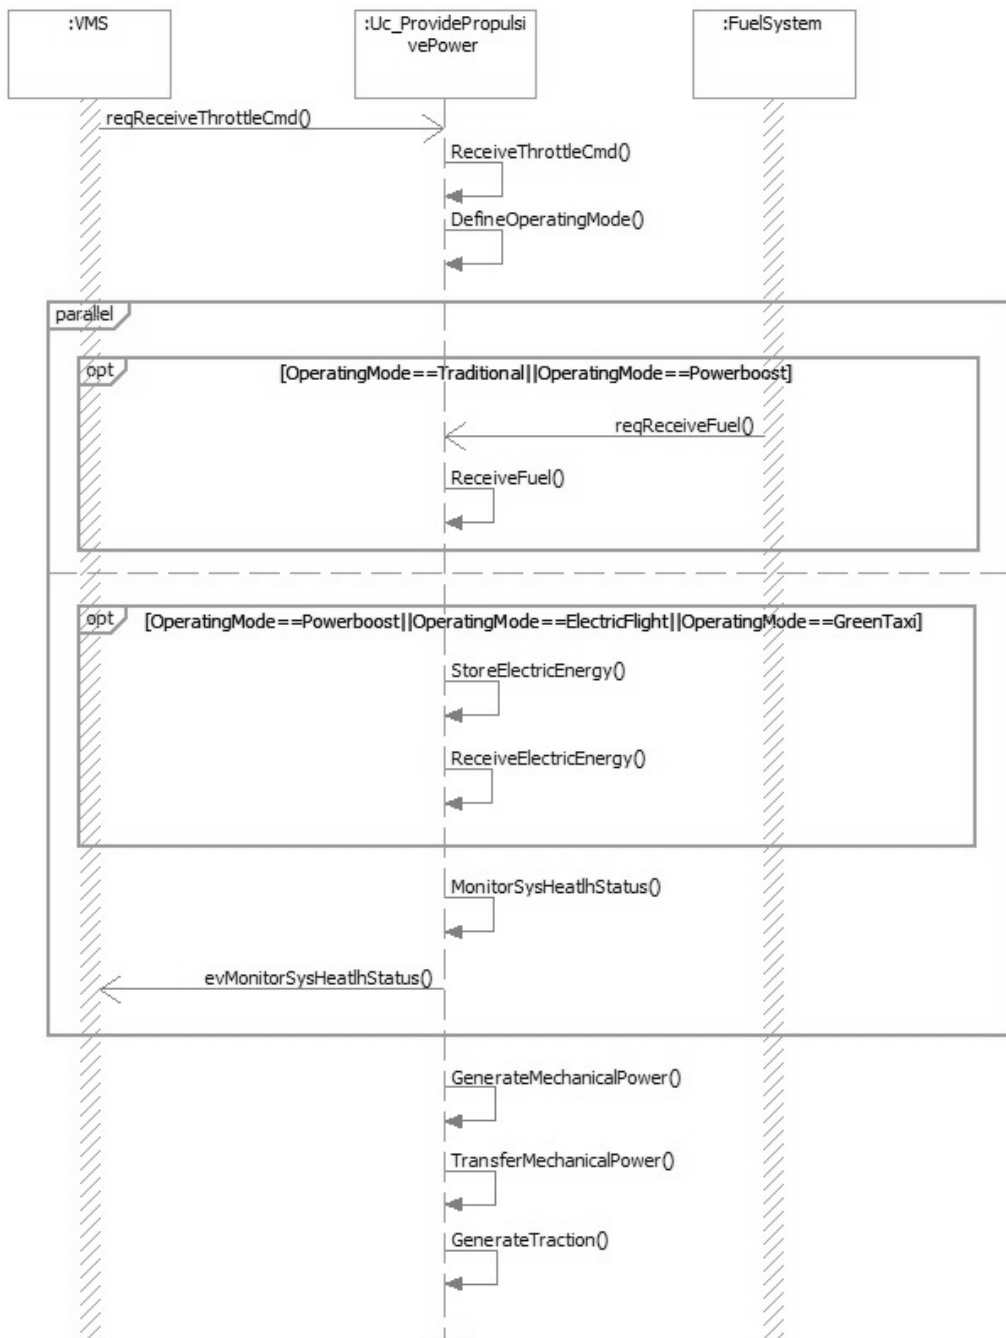 :VMS
:Uc_ProvidePropulsi
vePower
:FuelSystem
reqReceiveThrottleCmd()
ReceiveThrottleCmd()
DefineOperatingMode()
parallel
opt
[OperatingMode==Traditional||OperatingMode==Powerboost]
reqReceiveFuel()
ReceiveFuel()
opt
[OperatingMode==Powerboost||OperatingMode==ElectricFlight||OperatingMode==GreenTaxi]
StoreElectricEnergy()
ReceiveElectricEnergy()
MonitorSysHeatlhStatus()
evMonitorSysHeatlhStatus()
GenerateMechanicalPower()
TransferMechanicalPower()
GenerateTraction()